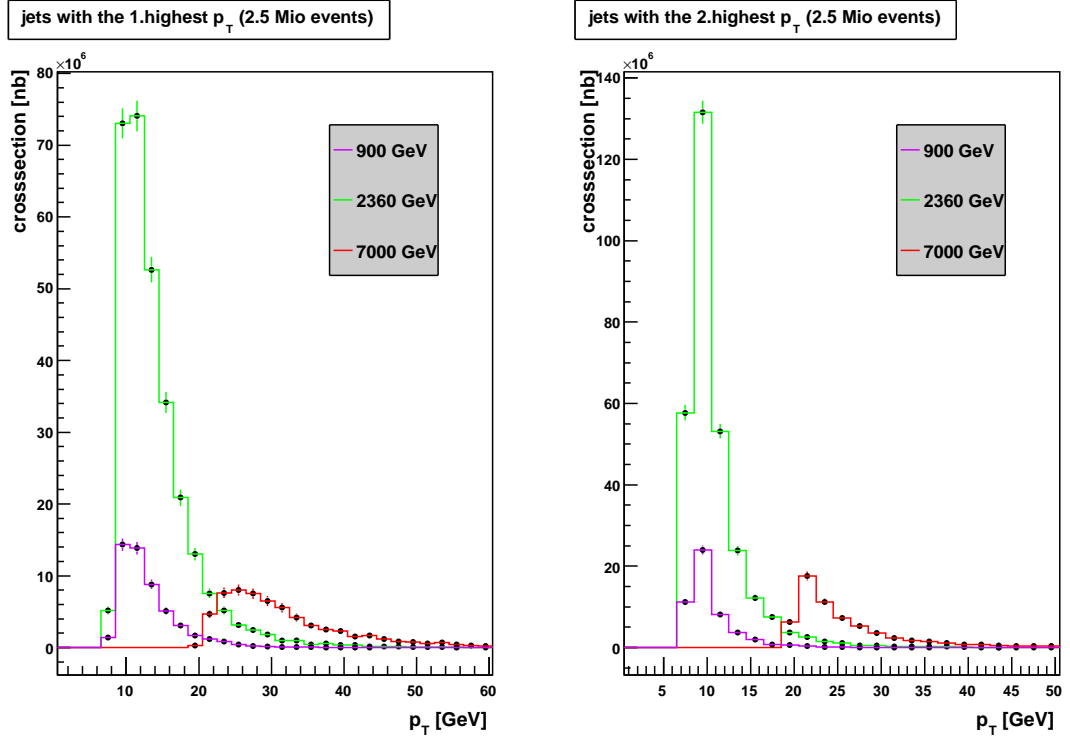 jets with the 1.highest p_T (2.5 Mio events)
×10^6
crosssection [nb]
80
70
60
50
40
30
20
10
0
900 GeV
2360 GeV
7000 GeV
10 20 30 40 50 60
p_T [GeV]
jets with the 2.highest p_T (2.5 Mio events)
×10^6
crosssection [nb]
140
120
100
80
60
40
20
0
900 GeV
2360 GeV
7000 GeV
5 10 15 20 25 30 35 40 45 50
p_T [GeV]